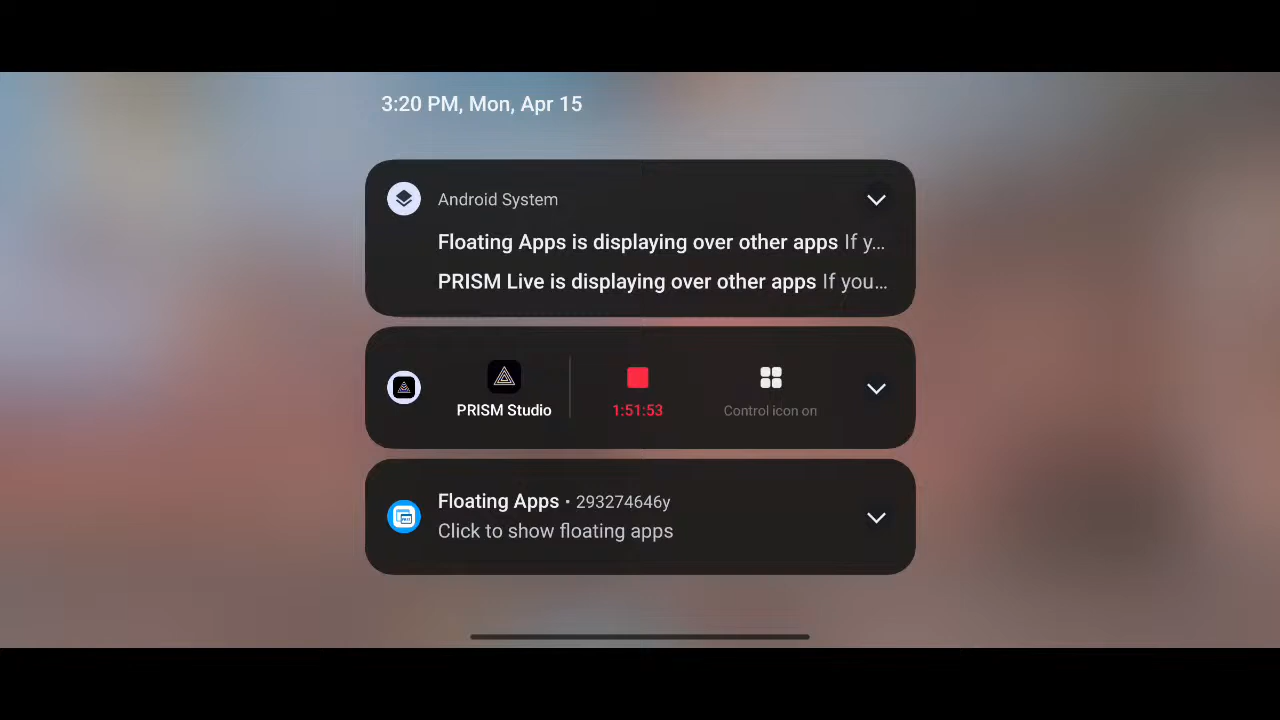 3:20 PM, Mon, Apr 15
Android System
Floating Apps is displaying over other apps If y...
PRISM Live is displaying over other apps If you...
PRISM Studio
1:51:53
Control icon on
Floating Apps • 293274646y
Click to show floating apps